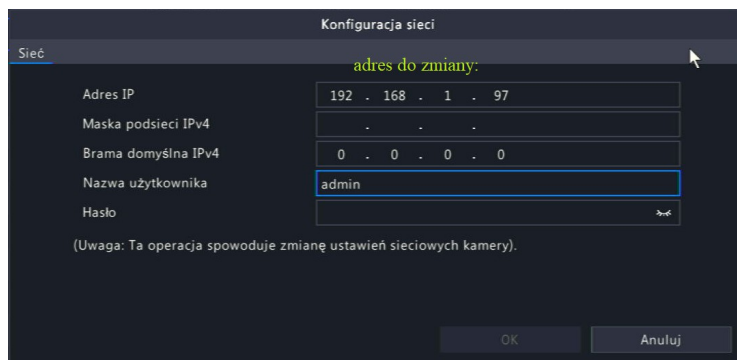 Konfiguracja sieci
Sieć
adres do zmiany:
Adres IP 192 . 168 . 1 . 97
Maska podsieci IPv4 . . .
Brama domyślna IPv4 0 . 0 . 0 . 0
Nazwa użytkownika admin
Hasło
(Uwaga: Ta operacja spowoduje zmianę ustawień sieciowych kamery).
OK Anuluj